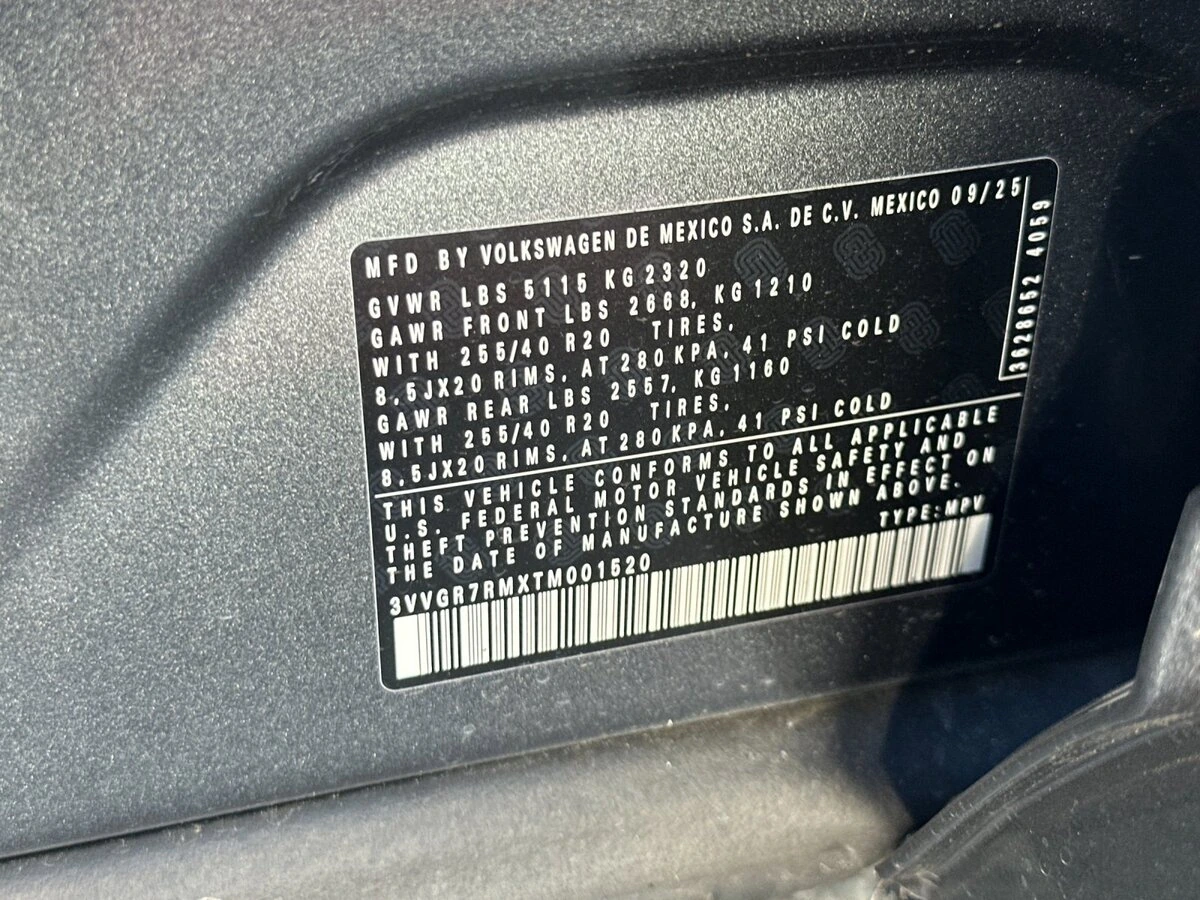 MFD BY VOLKSWAGEN DE MEXICO S.A. DE C.V. MEXICO 09/25
GVWR LBS 5115 KG 2320
GAWR FRONT LBS 2668, KG 1210
WITH 255/40 R20 TIRES,
8,5JX20 RIMS, AT 280 KPA, 41 PSI COLD
GAWR REAR LBS 2557, KG 1160
WITH 255/40 R20 TIRES,
8,5JX20 RIMS, AT 280 KPA, 41 PSI COLD
3628652 4059
THIS VEHICLE CONFORMS TO ALL APPLICABLE
U.S. FEDERAL MOTOR VEHICLE SAFETY AND
THEFT PREVENTION STANDARDS IN EFFECT ON
THE DATE OF MANUFACTURE SHOWN ABOVE.
TYPE:MPV
3VVGR7RMXTM001520